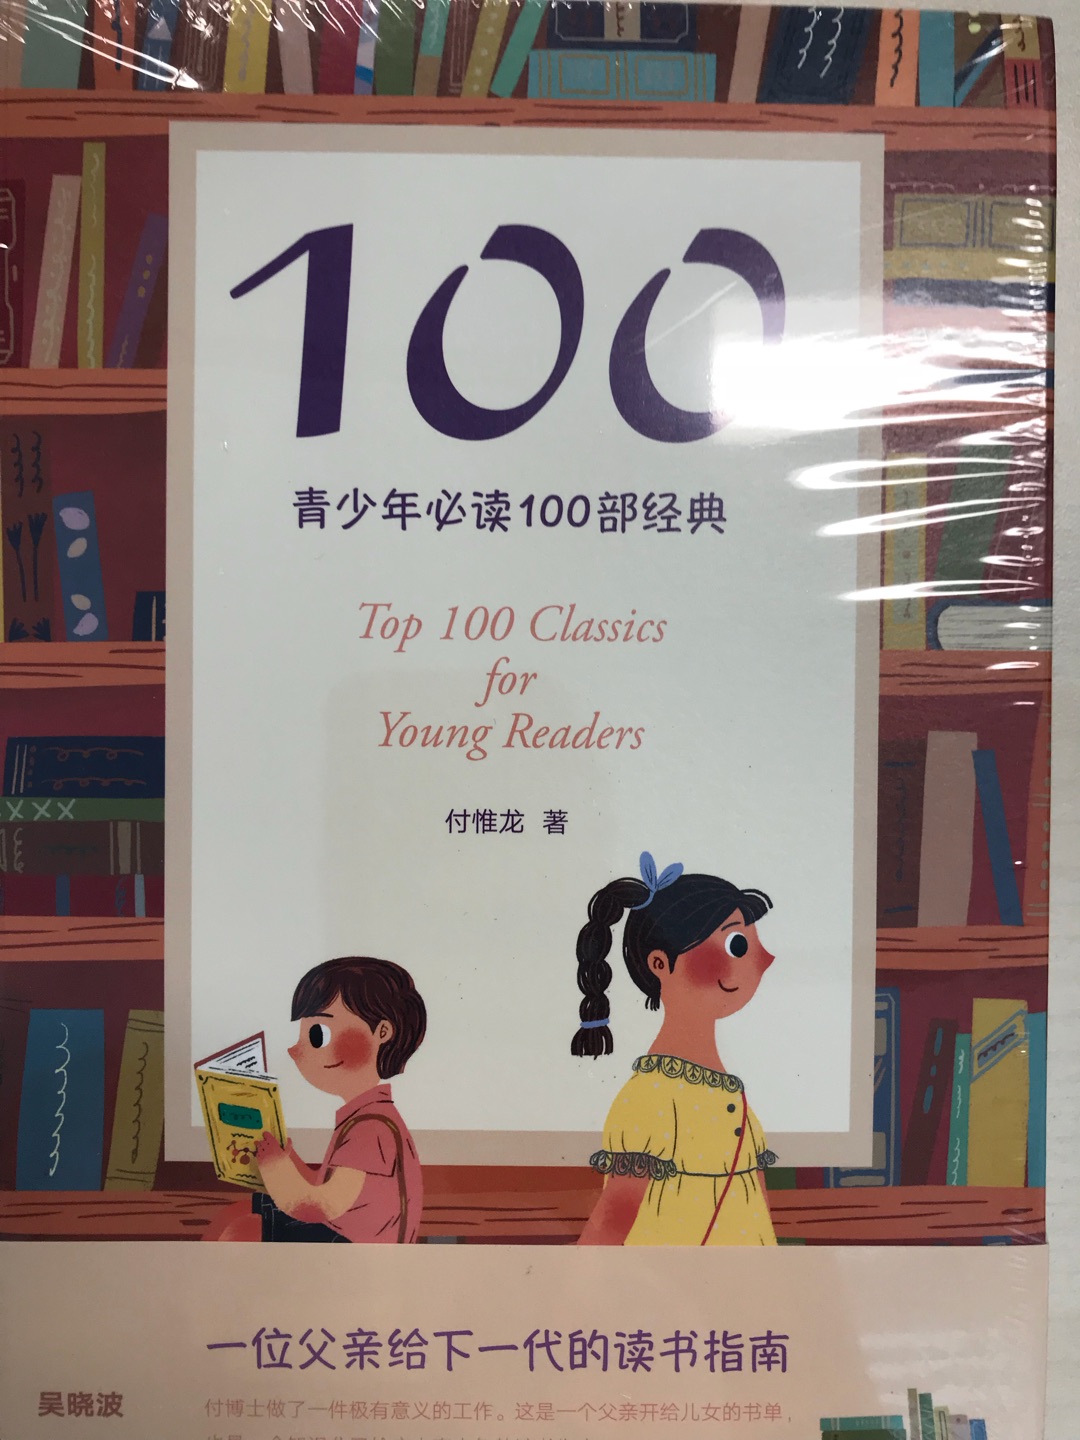 100
青少年必读100部经典
Top 100 Classics
for
Young Readers
付惟龙 著
一位父亲给下一代的读书指南
吴晓波
付博士做了一件极有意义的工作。这是一个父亲开给儿女的书单，